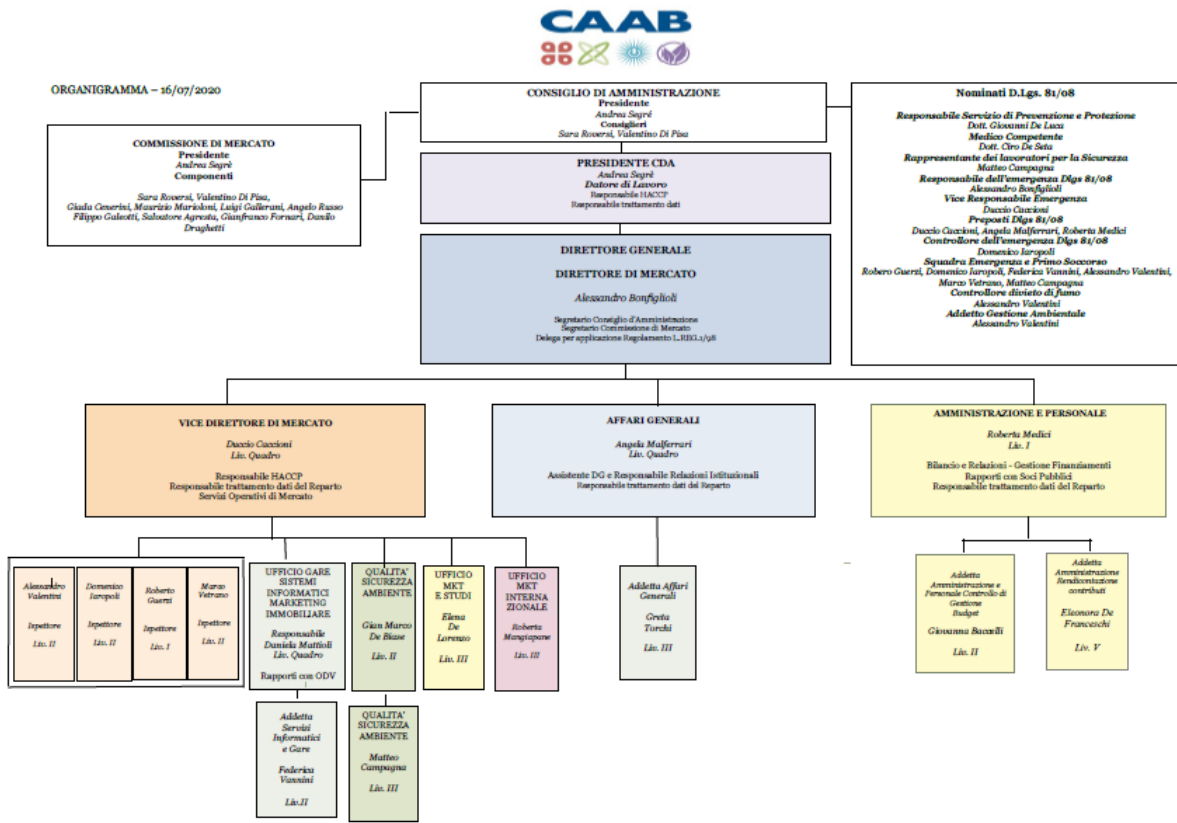 CAAB
ORGANIGRAMMA – 16/07/2020
COMMISSIONE DI MERCATO
Presidente
Andrea Segrè
Componenti
Sara Roversi, Valentino Di Pisa,
Giada Cenerini, Maurizio Marioloni, Luigi Gallerani, Angelo Russo
Filippo Galeotti, Salvatore Agresta, Gianfranco Fornari, Danilo
Draghetti
CONSIGLIO DI AMMINISTRAZIONE
Presidente
Andrea Segré
Consiglieri
Sara Roversi, Valentino Di Pisa
PRESIDENTE CDA
Andrea Segrè
Datore di Lavoro
Responsabile HACCP
Responsabile trattamento dati
DIRETTORE GENERALE
DIRETTORE DI MERCATO
Alessandro Bonfiglioli
Segretario Consiglio d'Amministrazione
Segretario Commissione di Mercato
Delega per applicazione Regolamento L.REG.1/98
Nominati D.Lgs. 81/08
Responsabile Servizio di Prevenzione e Protezione
Dott. Giovanni De Luca
Medico Competente
Dott. Ciro De Seta
Rappresentante dei lavoratori per la Sicurezza
Matteo Campagna
Responsabile dell'emergenza Dlgs 81/08
Alessandro Bonfiglioli
Vice Responsabile Emergenza
Duccio Caccioni
Preposti Dlgs 81/08
Duccio Caccioni, Angela Malferrari, Roberta Medici
Controllore dell'emergenza Dlgs 81/08
Domenico Iaropoli
Squadra Emergenza e Primo Soccorso
Robero Guerzi, Domenico Iaropoli, Federica Vannini, Alessandro Valentini,
Marco Vetrano, Matteo Campagna
Controllore divieto di fumo
Alessandro Valentini
Addetto Gestione Ambientale
Alessandro Valentini
VICE DIRETTORE DI MERCATO
Duccio Caccioni
Liv. Quadro
Responsabile HACCP
Responsabile trattamento dati del Reparto
Servizi Operativi di Mercato
AFFARI GENERALI
Angela Malferrari
Liv. Quadro
Assistente DG e Responsabile Relazioni Istituzionali
Responsabile trattamento dati del Reparto
AMMINISTRAZIONE E PERSONALE
Roberta Medici
Liv. I
Bilancio e Relazioni - Gestione Finanziamenti
Rapporti con Soci Pubblici
Responsabile trattamento dati del Reparto
Alessandro
Valentini
Ispettore
Liv. II
Domenico
Iaropoli
Ispettore
Liv. II
Roberto
Guerzi
Ispettore
Liv. I
Marco
Vetrano
Ispettore
Liv. II
UFFICIO GARE
SISTEMI
INFORMATICI
MARKETING
IMMOBILIARE
Responsabile
Daniela Mattioli
Liv. Quadro
Rapporti con ODV
QUALITA'
SICUREZZA
AMBIENTE
Gian Marco
De Biase
Liv. II
UFFICIO
MKT
E STUDI
Elena
De
Lorenzo
Liv. III
UFFICIO
MKT
INTERNA
ZIONALE
Roberta
Mangiapane
Liv. III
Addetta Affari
Generali
Greta
Torchi
Liv. III
Addetta
Amministrazione e
Personale Controllo di
Gestione
Budget
Giovanna Baccilli
Liv. II
Addetta
Amministrazione
Rendicontazione
contributi
Eleonora De
Franceschi
Liv. V
Addetta
Servizi
Informatici
e Gare
Federica
Vannini
Liv.II
QUALITA'
SICUREZZA
AMBIENTE
Matteo
Campagna
Liv. III